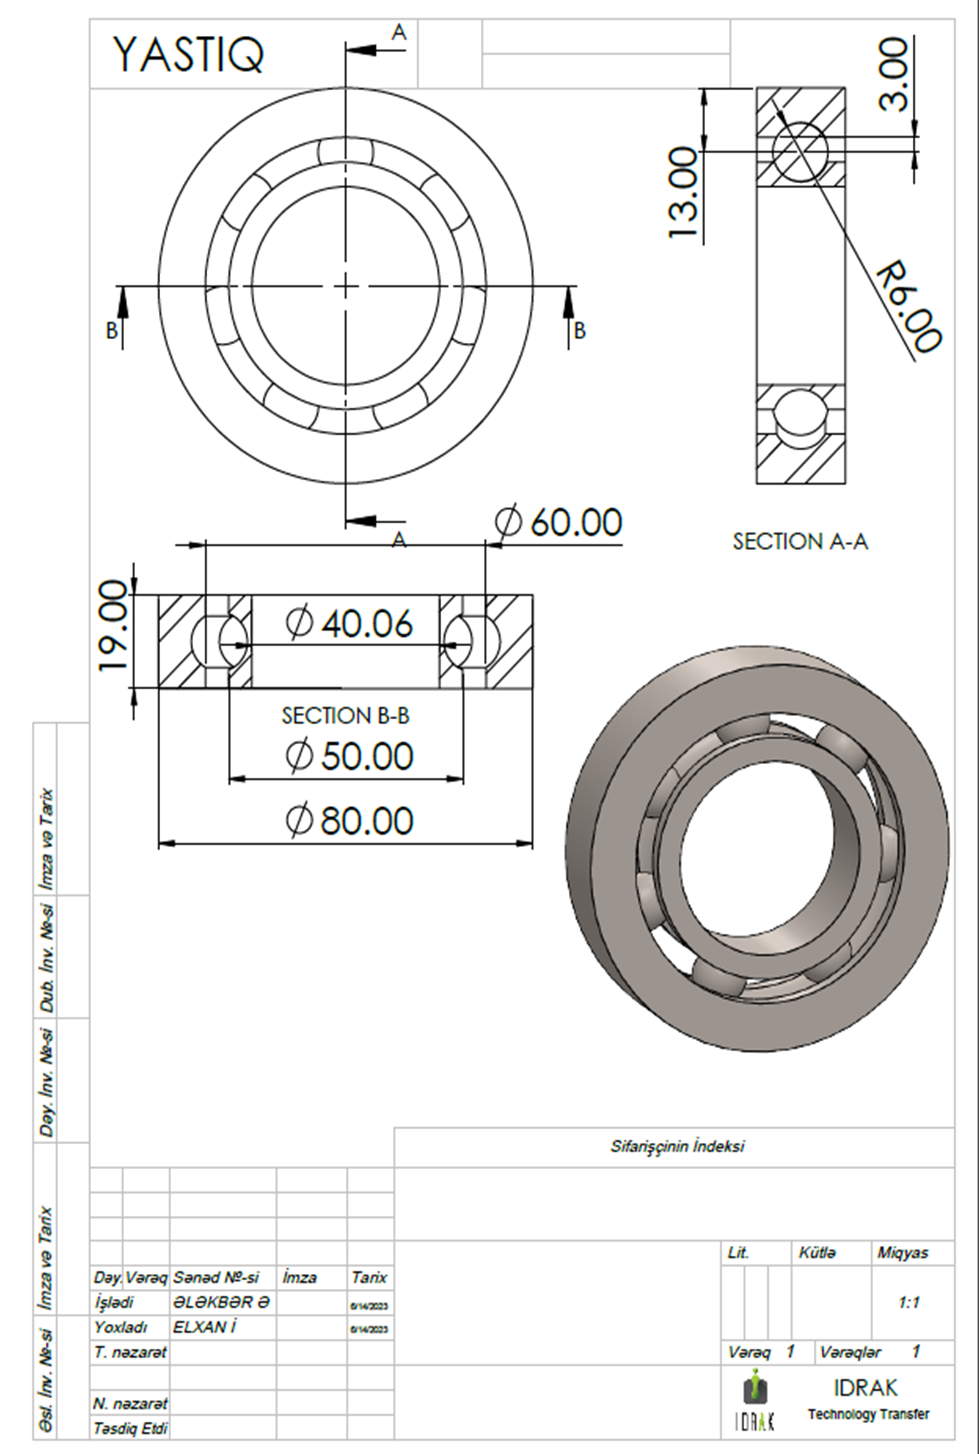 YASTIQ
A
3.00
13.00
R6.00
B
B
A
SECTION A-A
∅ 60.00
19.00
∅ 40.06
SECTION B-B
∅ 50.00
∅ 80.00
İmza və Tarix
Dub. İnv. №-si
Dəy. İnv. №-si
İmza və Tarix
Əsl. İnv. №-si
Sifarişçinin İndeksi
Lit. Kütlə Miqyas
1:1
Dəy. Vərəq Sənəd №-si İmza Tarix
İşlədi ƏLƏKBƏR Ə 6/14/2023
Yoxladı ELXAN İ 6/14/2023
T. nəzarət
Vərəq 1 Vərəqlər 1
N. nəzarət
Təsdiq Etdi
IDRAK
IDRAK
Technology Transfer